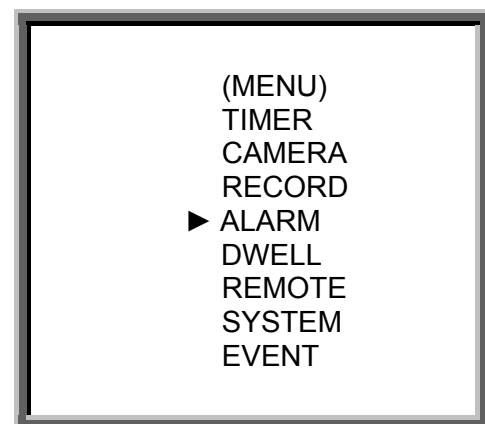 (MENU)
TIMER
CAMERA
RECORD
► ALARM
DWELL
REMOTE
SYSTEM
EVENT